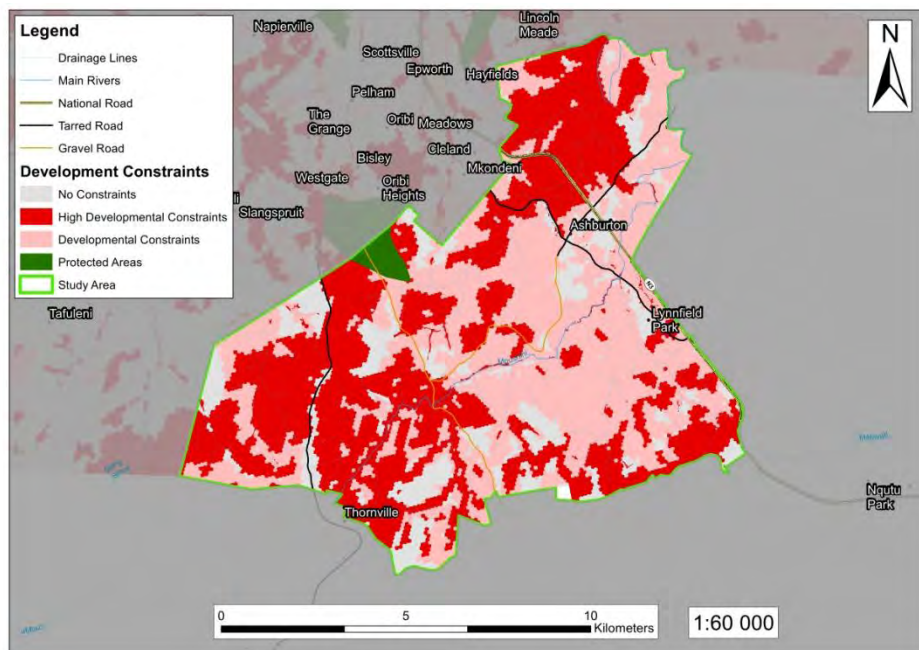 Legend
Drainage Lines
Main Rivers
National Road
Tarred Road
Gravel Road
Development Constraints
No Constraints
High Developmental Constraints
Developmental Constraints
Protected Areas
Study Area
Napierville
Lincoln
Meade
N
Scottsville
Epworth
Hayfields
Pelham
The
Grange
Oribi
Meadows
Bisley
Cleland
Mkondeni
Westgate
Oribi
Heights
Slangspruit
Ashburton
Tafuleni
Lynnfield
Park
Nqutu
Park
Thornville
0
5
10
Kilometers
1:60 000